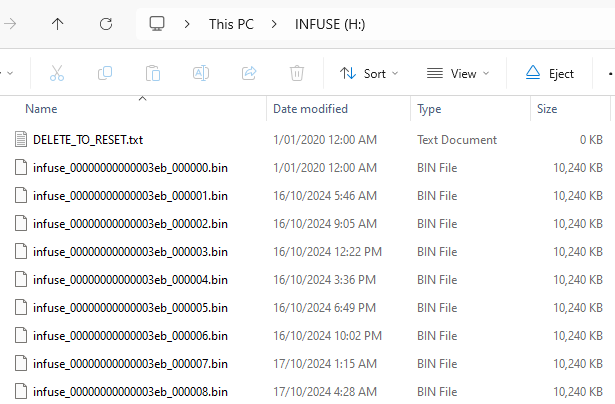 This PC > INFUSE (H:)
Sort View Eject
Name Date modified Type Size
DELETE_TO_RESET.txt 1/01/2020 12:00 AM Text Document 0 KB
infuse_00000000000003eb_000000.bin 1/01/2020 12:00 AM BIN File 10,240 KB
infuse_00000000000003eb_000001.bin 16/10/2024 5:46 AM BIN File 10,240 KB
infuse_00000000000003eb_000002.bin 16/10/2024 9:05 AM BIN File 10,240 KB
infuse_00000000000003eb_000003.bin 16/10/2024 12:22 PM BIN File 10,240 KB
infuse_00000000000003eb_000004.bin 16/10/2024 3:36 PM BIN File 10,240 KB
infuse_00000000000003eb_000005.bin 16/10/2024 6:49 PM BIN File 10,240 KB
infuse_00000000000003eb_000006.bin 16/10/2024 10:02 PM BIN File 10,240 KB
infuse_00000000000003eb_000007.bin 17/10/2024 1:15 AM BIN File 10,240 KB
infuse_00000000000003eb_000008.bin 17/10/2024 4:28 AM BIN File 10,240 KB